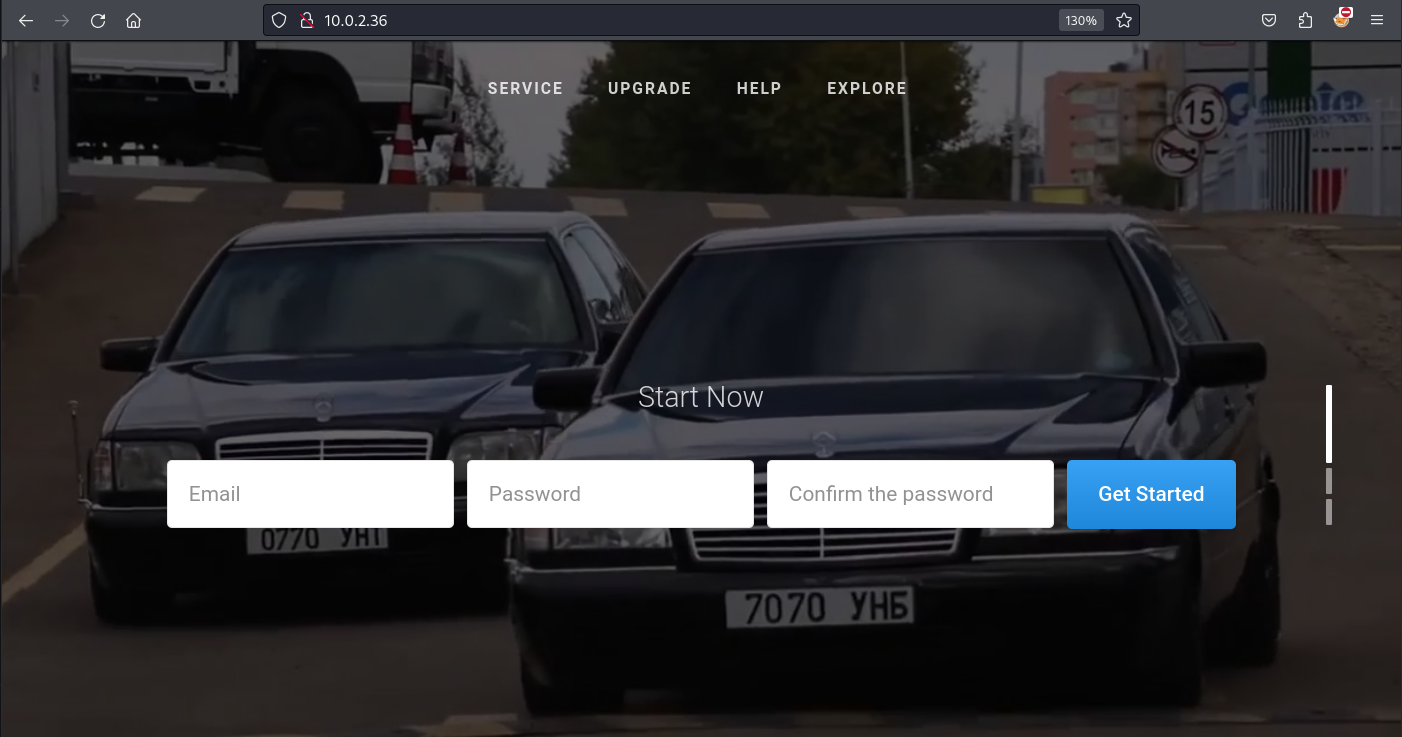 10.0.2.36
130%
SERVICE UPGRADE HELP EXPLORE
15
Start Now
Email Password Confirm the password Get Started
0770 УНГ
7070 УНБ